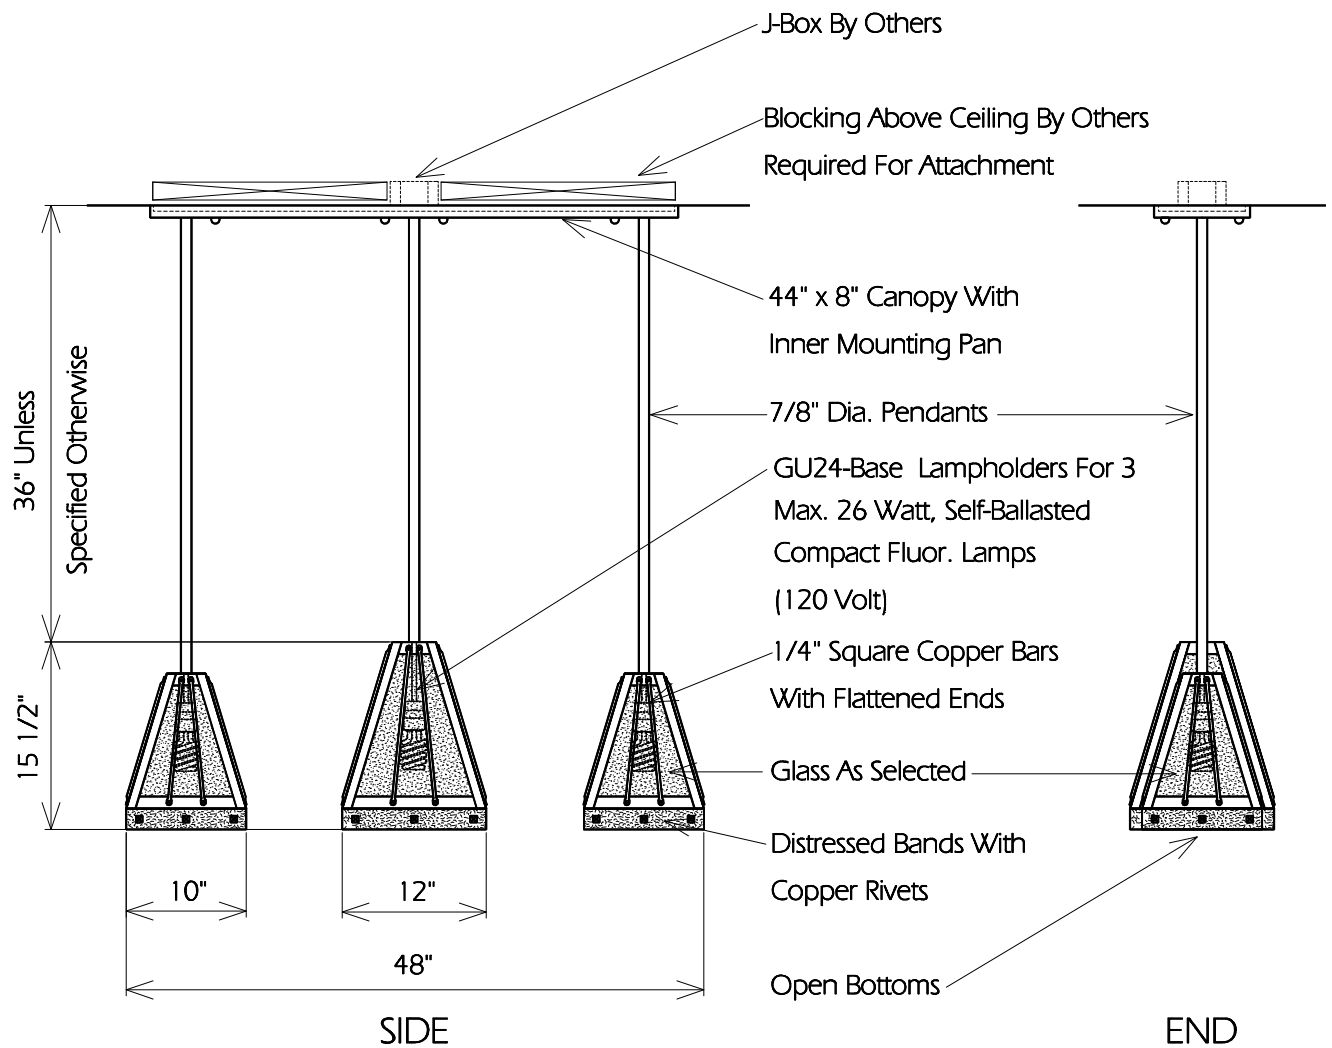 J-Box By Others
Blocking Above Ceiling By Others
Required For Attachment
44" x 8" Canopy With
Inner Mounting Pan
36" Unless
Specified Otherwise
7/8" Dia. Pendants
GU24-Base Lampholders For 3
Max. 26 Watt, Self-Ballasted
Compact Fluor. Lamps
(120 Volt)
1/4" Square Copper Bars
With Flattened Ends
15 1/2"
Glass As Selected
Distressed Bands With
Copper Rivets
10"
12"
48"
Open Bottoms
SIDE
END